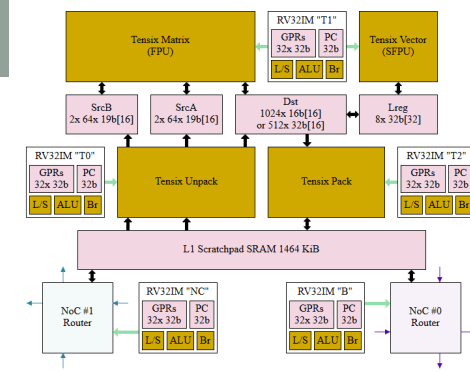 RV32IM "T1"
Tensix Matrix
(FPU)
GPRs
32x 32b
PC
32b
L/S
ALU
Br
Tensix Vector
(SFPU)
SrcB
2x 64x 19b[16]
SrcA
2x 64x 19b[16]
Dst
1024x 16b[16]
or 512x 32b[16]
Lreg
8x 32b[32]
RV32IM "T0"
GPRs
32x 32b
PC
32b
L/S
ALU
Br
Tensix Unpack
Tensix Pack
RV32IM "T2"
GPRs
32x 32b
PC
32b
L/S
ALU
Br
L1 Scratchpad SRAM 1464 KiB
NoC #1
Router
RV32IM "NC"
GPRs
32x 32b
PC
32b
L/S
ALU
Br
RV32IM "B"
GPRs
32x 32b
PC
32b
L/S
ALU
Br
NoC #0
Router